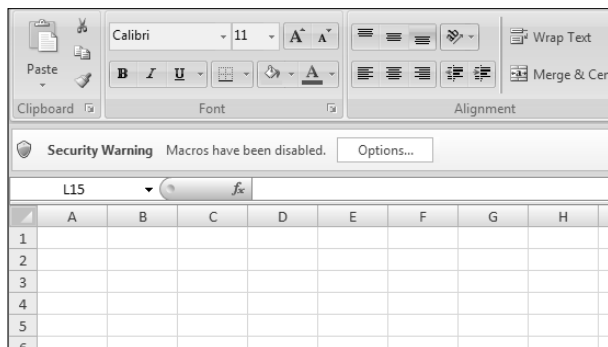 Calibri 11 A A
Wrap Text
Paste
B I U A
Merge & Cen
Clipboard Font Alignment
Security Warning Macros have been disabled. Options...
L15 fx
A B C D E F G H
1
2
3
4
5
6